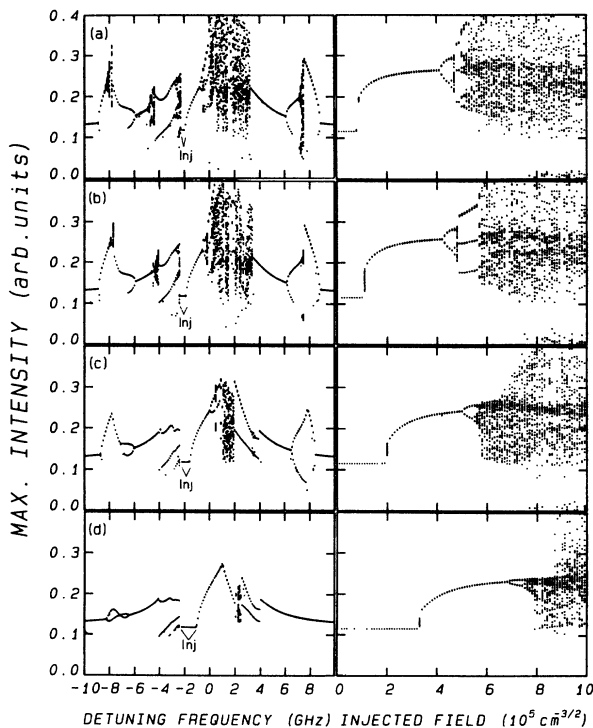 MAX. INTENSITY (arb.units)
(a)
0.4
0.3
0.2
0.1
0.0
Inj
(b)
0.3
0.2
0.1
0.0
Inj
(c)
0.3
0.2
0.1
0.0
Inj
(d)
0.3
0.2
0.1
0.0
Inj
-10 -8 -6 -4 -2 0 2 4 6 8
0 2 4 6 8 10
DETUNING FREQUENCY (GHz) INJECTED FIELD (10⁵ cm⁻³/²)